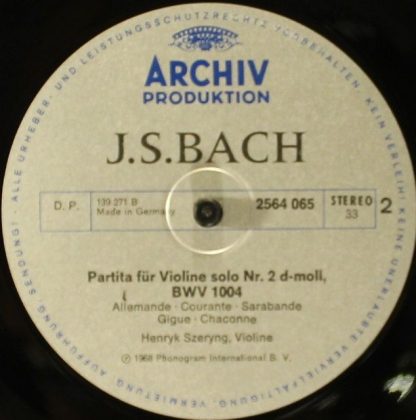 ALLE URHEBER- UND LEISTUNGSSCHUTZRECHTE VORBEHALTEN · KEIN VERLEIH! KEINE UNERLAUBTE VERVIELFÄLTIGUNG, VERMIETUNG, AUFFÜHRUNG, SENDUNG!
ARCHIV
PRODUKTION
J.S.BACH
D. P.
139 271 B
Made in Germany
2564 065
STEREO
33
2
Partita für Violine solo Nr. 2 d-moll,
BWV 1004
Allemande · Courante · Sarabande
Gigue · Chaconne
Henryk Szeryng, Violine
Ⓟ 1968 Phonogram International B. V.